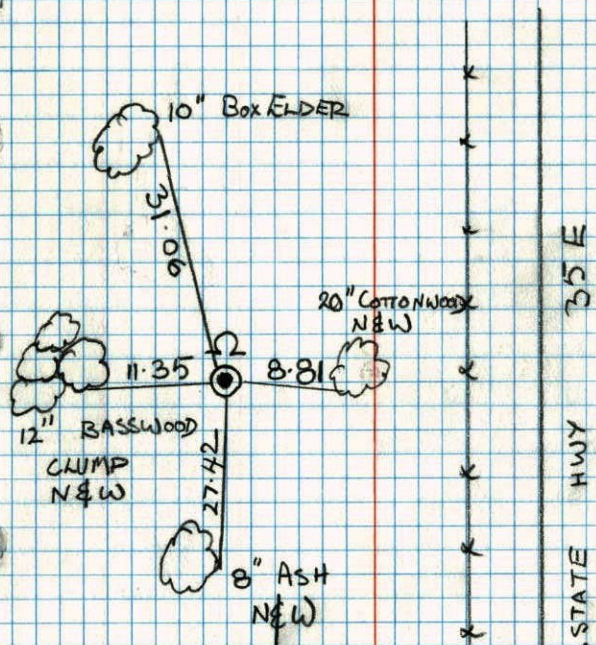 10" BOX ELDER
31.06
20" COTTONWOOD
N&W
Ω
11.35
8.81
12" BASSWOOD
CLUMP
N&W
27.42
8" ASH
N&W
STATE HWY 35 E